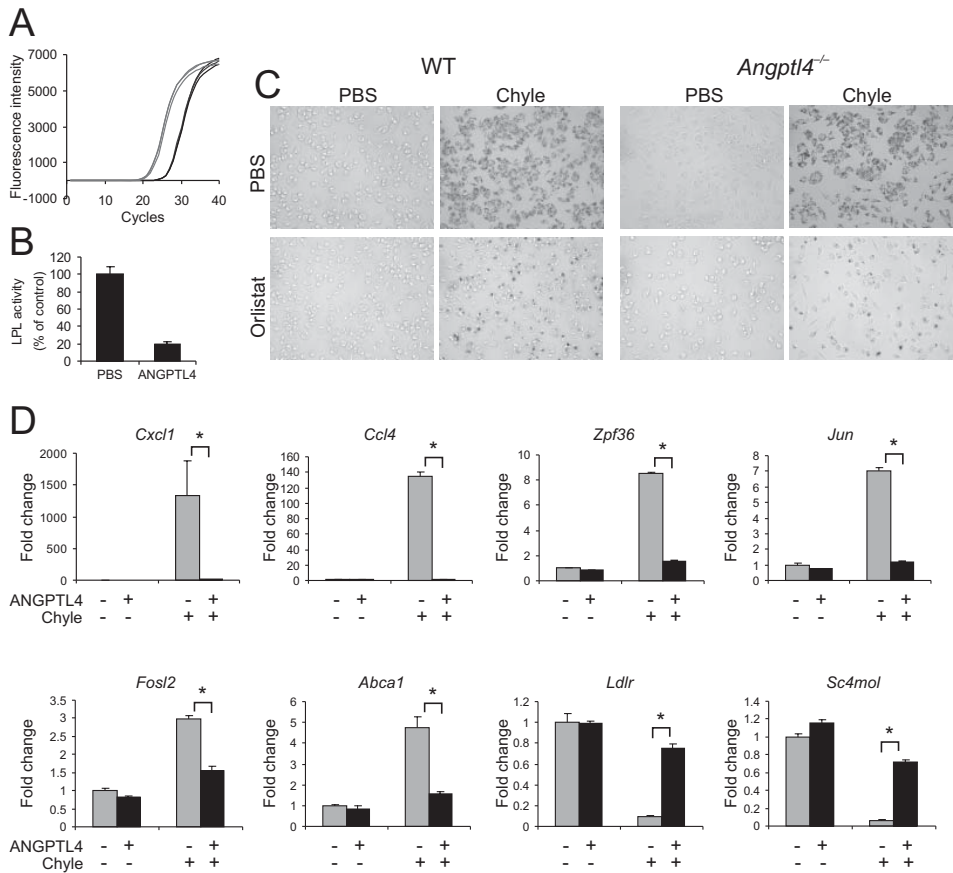 A
Fluorescence intensity
7000
5000
3000
1000
-1000
0
10
20
30
40
Cycles
B
LPL activity
(% of control)
120
100
80
60
40
20
0
PBS
ANGPTL4
C
WT
Angptl4–/–
PBS
Chyle
PBS
Chyle
PBS
Orlistat
D
Cxcl1
Fold change
2000
1500
1000
500
0
*
Ccl4
Fold change
160
140
120
100
80
60
40
20
0
*
Zpf36
Fold change
10
8
6
4
2
0
*
Jun
Fold change
8
7
6
5
4
3
2
1
0
*
ANGPTL4 - + - + - + - + - + - + - + - +
Chyle - - + + - - + + - - + + - - + +
Fosl2
Fold change
3.5
3
2.5
2
1.5
1
0.5
0
*
Abca1
Fold change
6
5
4
3
2
1
0
*
Ldlr
Fold change
1.2
1
0.8
0.6
0.4
0.2
0
*
Sc4mol
Fold change
1.4
1.2
1
0.8
0.6
0.4
0.2
0
*
ANGPTL4 - + - + - + - + - + - + - + - +
Chyle - - + + - - + + - - + + - - + +